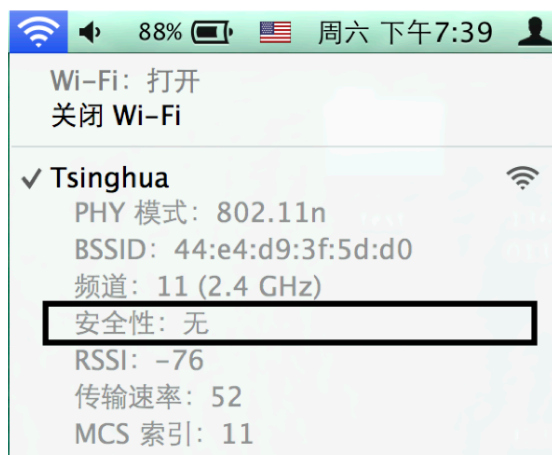 88% 周六 下午7:39
Wi-Fi：打开
关闭 Wi-Fi
✓ Tsinghua
PHY 模式：802.11n
BSSID：44:e4:d9:3f:5d:d0
频道：11 (2.4 GHz)
安全性：无
RSSI：-76
传输速率：52
MCS 索引：11